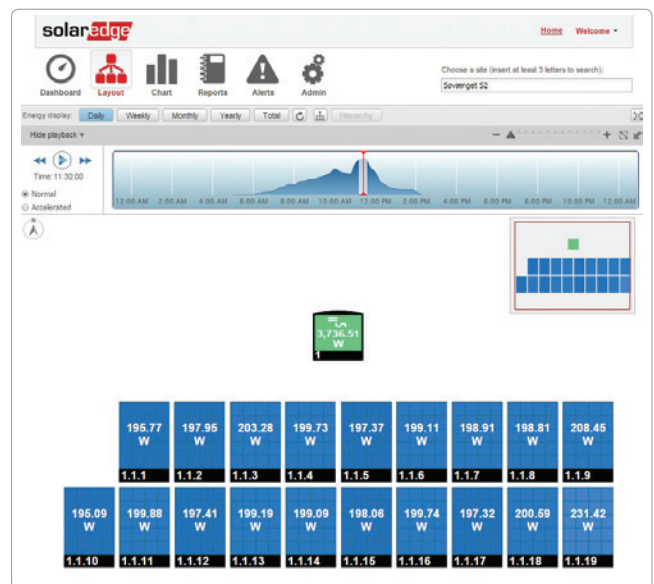 solaredge
Home Welcome
Dashboard Layout Chart Reports Alerts Admin
Choose a site (insert at least 3 letters to search):
Søvænget 52
Energy display: Daily Weekly Monthly Yearly Total Hierarchy
Hide playback
Time: 11:30:00
Normal
Accelerated
12:00 AM 2:00 AM 4:00 AM 6:00 AM 8:00 AM 10:00 AM 12:00 PM 2:00 PM 4:00 PM 6:00 PM 8:00 PM 10:00 PM 12:00 AM
3,736.51
W
1
195.77 197.95 203.28 199.73 197.37 199.11 198.91 198.81 208.45
W W W W W W W W W
1.1.1 1.1.2 1.1.3 1.1.4 1.1.5 1.1.6 1.1.7 1.1.8 1.1.9
195.09 199.88 197.41 199.19 199.09 198.06 199.74 197.32 200.59 231.42
W W W W W W W W W W
1.1.10 1.1.11 1.1.12 1.1.13 1.1.14 1.1.15 1.1.16 1.1.17 1.1.18 1.1.19